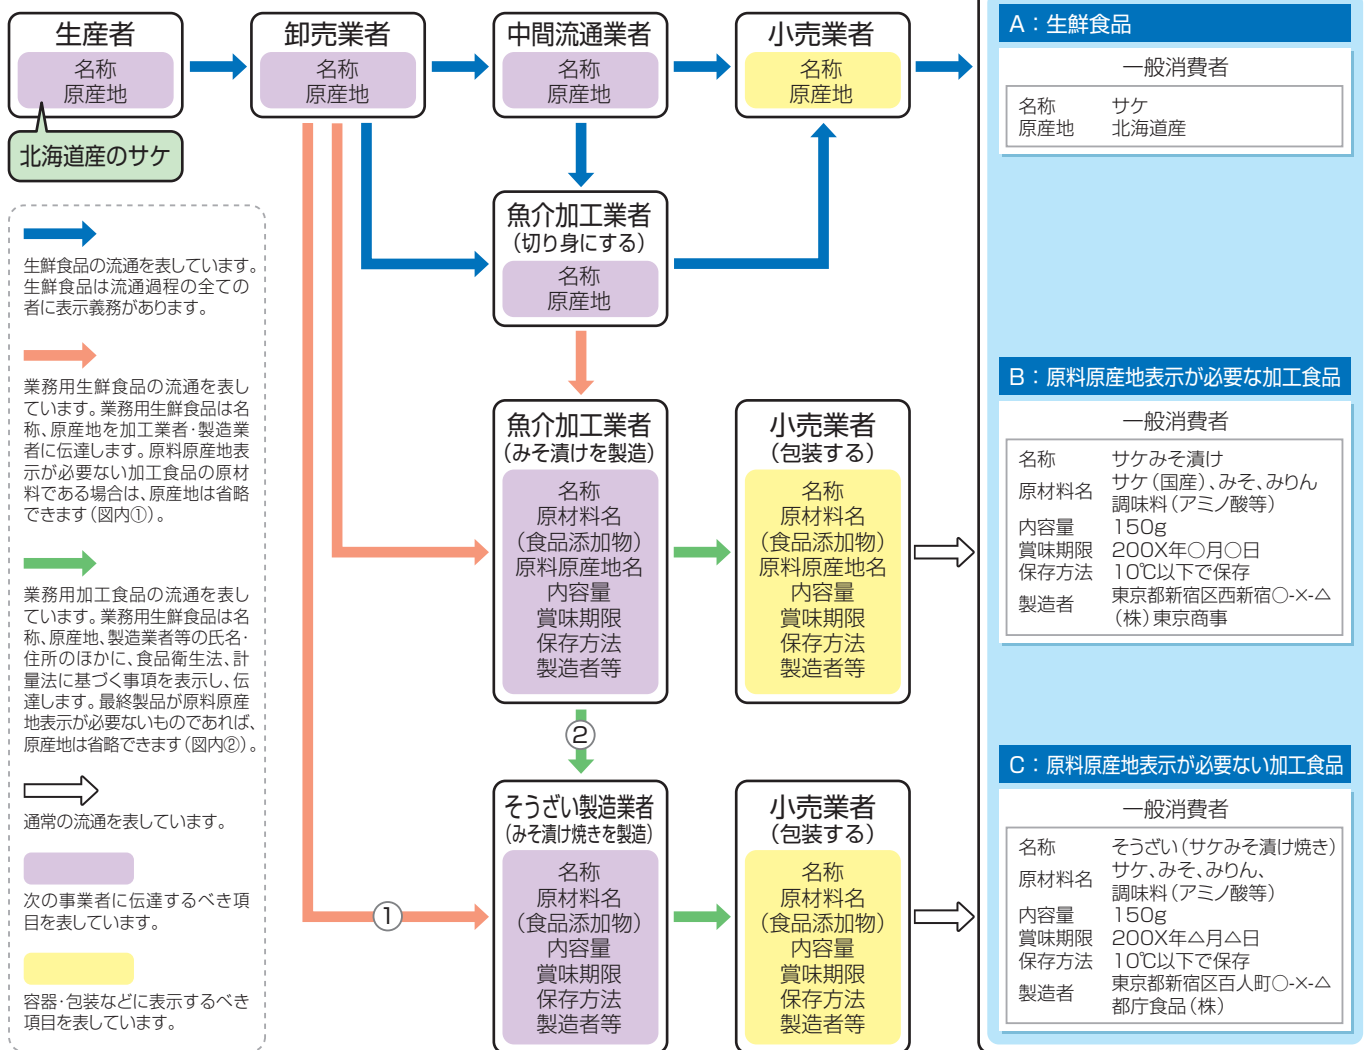 生産者
名称
原産地
北海道産のサケ
卸売業者
名称
原産地
中間流通業者
名称
原産地
小売業者
名称
原産地
魚介加工業者
(切り身にする)
名称
原産地
魚介加工業者
(みそ漬けを製造)
名称
原材料名
(食品添加物)
原料原産地名
内容量
賞味期限
保存方法
製造者等
小売業者
(包装する)
名称
原材料名
(食品添加物)
原料原産地名
内容量
賞味期限
保存方法
製造者等
②
そうざい製造業者
(みそ漬け焼きを製造)
名称
原材料名
(食品添加物)
内容量
賞味期限
保存方法
製造者等
①
小売業者
(包装する)
名称
原材料名
(食品添加物)
内容量
賞味期限
保存方法
製造者等
生鮮食品の流通を表しています。
生鮮食品は流通過程の全ての
者に表示義務があります。
業務用生鮮食品の流通を表し
ています。業務用生鮮食品は名
称、原産地を加工業者・製造業
者に伝達します。原料原産地表
示が必要ない加工食品の原材
料である場合は、原産地は省略
できます(図内①)。
業務用加工食品の流通を表し
ています。業務用生鮮食品は名
称、原産地、製造業者等の氏名・
住所のほかに、食品衛生法、計
量法に基づく事項を表示し、伝
達します。最終製品が原料原産
地表示が必要ないものであれば、
原産地は省略できます(図内②)。
通常の流通を表しています。
次の事業者に伝達するべき項
目を表しています。
容器・包装などに表示するべき
項目を表しています。
A:生鮮食品
一般消費者
名称 サケ
原産地 北海道産
B:原料原産地表示が必要な加工食品
一般消費者
名称 サケみそ漬け
原材料名 サケ(国産)、みそ、みりん
調味料(アミノ酸等)
内容量 150g
賞味期限 200X年○月○日
保存方法 10℃以下で保存
製造者 東京都新宿区西新宿○-×-△
(株)東京商事
C:原料原産地表示が必要ない加工食品
一般消費者
名称 そうざい(サケみそ漬け焼き)
原材料名 サケ、みそ、みりん、
調味料(アミノ酸等)
内容量 150g
賞味期限 200X年△月△日
保存方法 10℃以下で保存
製造者 東京都新宿区百人町○-×-△
都庁食品(株)